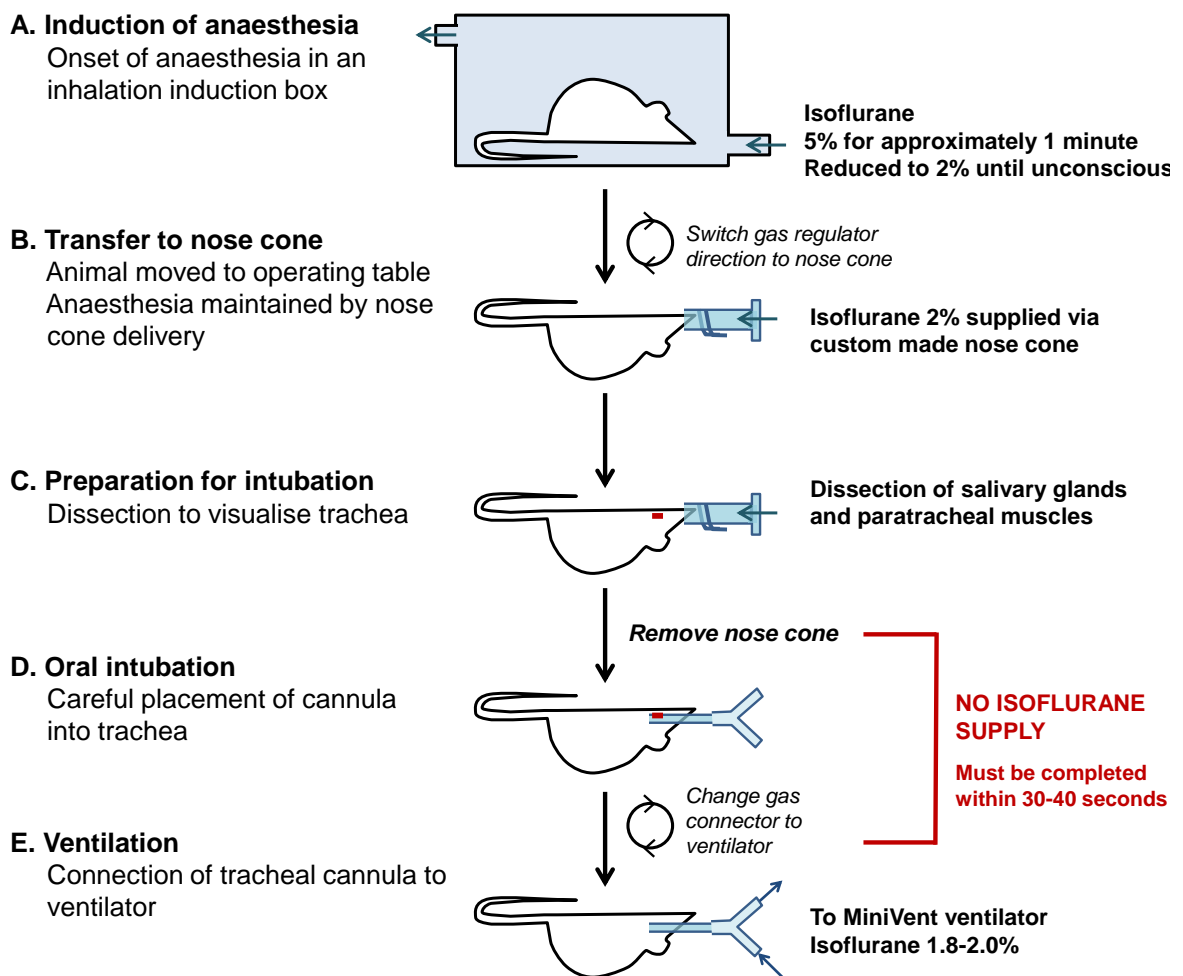 A. Induction of anaesthesia
Onset of anaesthesia in an
inhalation induction box
Isoflurane
5% for approximately 1 minute
Reduced to 2% until unconscious
Switch gas regulator
direction to nose cone
B. Transfer to nose cone
Animal moved to operating table
Anaesthesia maintained by nose
cone delivery
Isoflurane 2% supplied via
custom made nose cone
C. Preparation for intubation
Dissection to visualise trachea
Dissection of salivary glands
and paratracheal muscles
Remove nose cone
D. Oral intubation
Careful placement of cannula
into trachea
NO ISOFLURANE
SUPPLY
Must be completed
within 30-40 seconds
Change gas
connector to
ventilator
E. Ventilation
Connection of tracheal cannula to
ventilator
To MiniVent ventilator
Isoflurane 1.8-2.0%